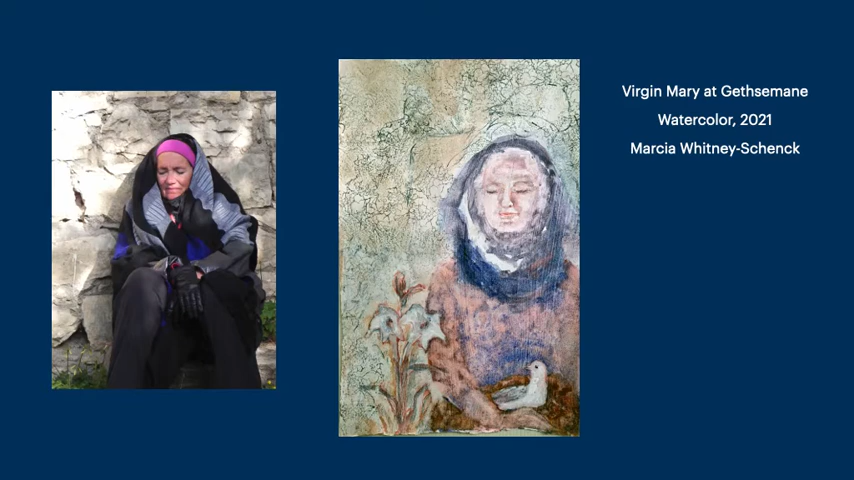 Virgin Mary at Gethsemane
Watercolor, 2021
Marcia Whitney-Schenck